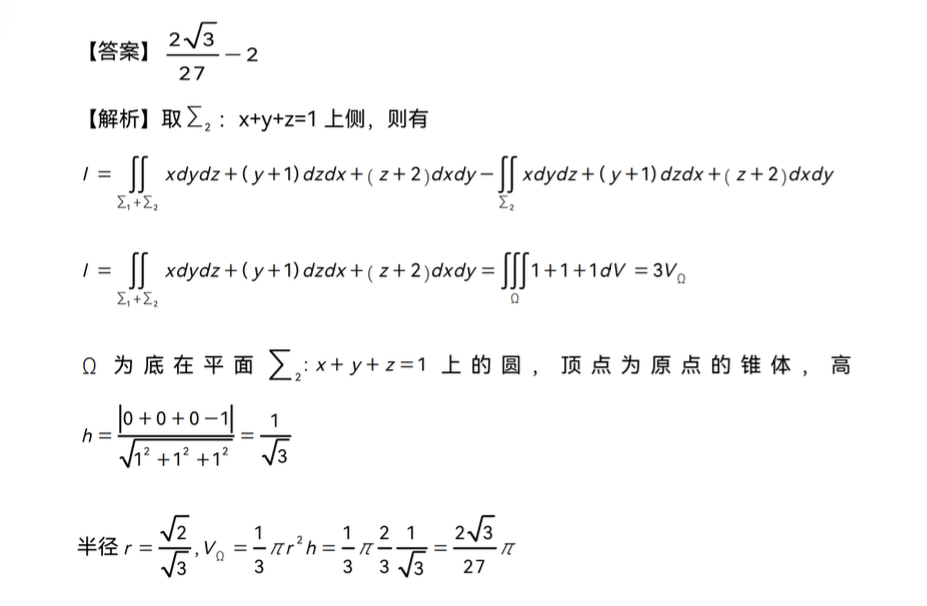 【答案】 \frac{2\sqrt{3}}{27} - 2
【解析】取 \sum_2 : x+y+z=1 上侧，则有
I = \iint_{\Sigma_1+\Sigma_2} xdydz+(y+1)dzdx+(z+2)dxdy - \iint_{\Sigma_2} xdydz+(y+1)dzdx+(z+2)dxdy
I = \iint_{\Sigma_1+\Sigma_2} xdydz+(y+1)dzdx+(z+2)dxdy = \iiint_{\Omega} 1+1+1dV = 3V_{\Omega}
Ω 为底在平面 \sum_2 : x+y+z=1 上的圆，顶点为原点的锥体，高
h = \frac{|0+0+0-1|}{\sqrt{1^2+1^2+1^2}} = \frac{1}{\sqrt{3}}
半径 r = \frac{\sqrt{2}}{\sqrt{3}}, V_{\Omega} = \frac{1}{3}\pi r^2 h = \frac{1}{3}\pi\frac{2}{3}\frac{1}{\sqrt{3}} = \frac{2\sqrt{3}}{27}\pi